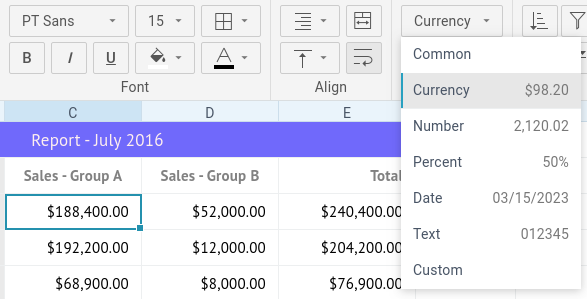 PT Sans 15 Currency
B I U A
Font Align
Common
Currency $98.20
Number 2,120.02
Percent 50%
Date 03/15/2023
Text 012345
Custom
C D E
Report - July 2016
Sales - Group A Sales - Group B Total
$188,400.00 $52,000.00 $240,400.00
$192,200.00 $12,000.00 $204,200.00
$68,900.00 $8,000.00 $76,900.00